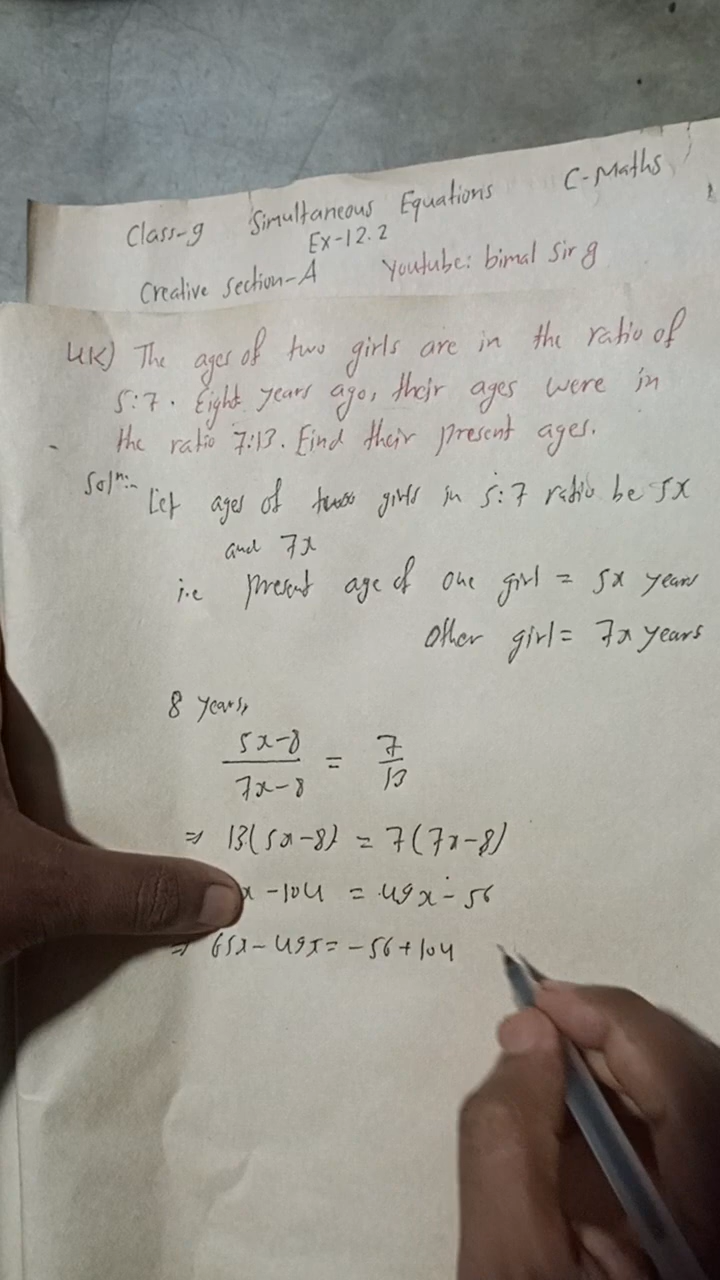 Class-9 Simultaneous Equations C-Maths
Ex-12.2
Creative section-A Youtube: bimal sir 9
4K) The ages of two girls are in the ratio of
5:7. Eight years ago, their ages were in
the ratio 7:13. Find their present ages.
Solⁿ:- Let ages of two girls in 5:7 ratio be 5x
and 7x
i.e present age of one girl = 5x years
other girl = 7x years
8 years,
5x-8 / 7x-8 = 7/13
⇒ 13(5x-8) = 7(7x-8)
x -104 = 49x - 56
⇒ 65x - 49x = -56+104